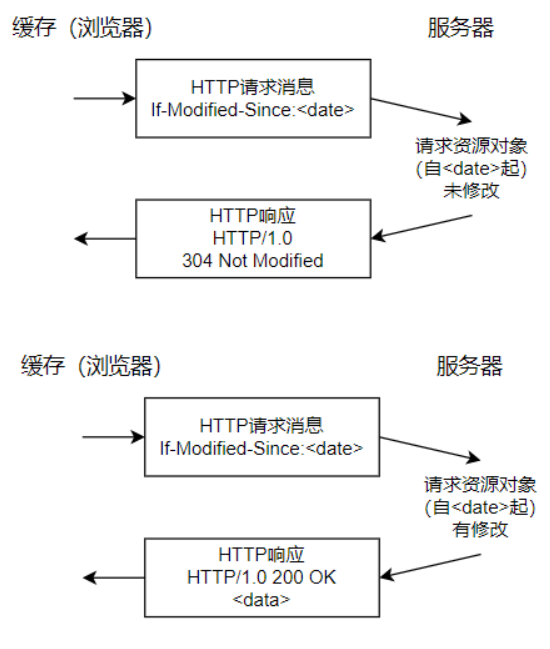 缓存（浏览器）
服务器
HTTP请求消息
If-Modified-Since:<date>
请求资源对象
(自<date>起)
未修改
HTTP响应
HTTP/1.0
304 Not Modified
缓存（浏览器）
服务器
HTTP请求消息
If-Modified-Since:<date>
请求资源对象
(自<date>起)
有修改
HTTP响应
HTTP/1.0 200 OK
<data>